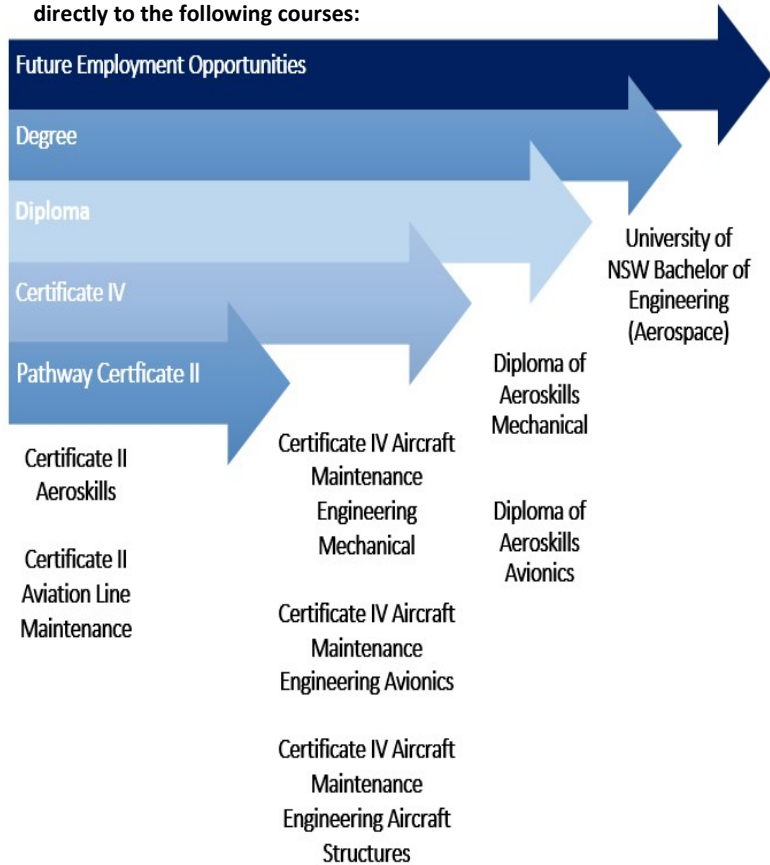 directly to the following courses:
Future Employment Opportunities
Degree
Diploma
Certificate IV
Pathway Certficate II
Certificate II
Aeroskills
Certificate II
Aviation Line
Maintenance
Certificate IV Aircraft
Maintenance
Engineering
Mechanical
Certificate IV Aircraft
Maintenance
Engineering Avionics
Certificate IV Aircraft
Maintenance
Engineering Aircraft
Structures
Diploma of
Aeroskills
Mechanical
Diploma of
Aeroskills
Avionics
University of
NSW Bachelor of
Engineering
(Aerospace)